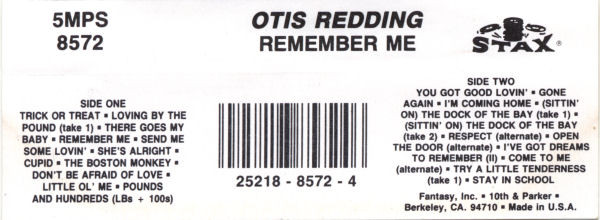 5MPS
8572
OTIS REDDING
REMEMBER ME
STAX®
SIDE ONE
TRICK OR TREAT ▪ LOVING BY THE
POUND (take 1) ▪ THERE GOES MY
BABY ▪ REMEMBER ME ▪ SEND ME
SOME LOVIN' ▪ SHE'S ALRIGHT ▪
CUPID ▪ THE BOSTON MONKEY ▪
DON'T BE AFRAID OF LOVE ▪
LITTLE OL' ME ▪ POUNDS
AND HUNDREDS (LBs + 100s)
25218 - 8572 - 4
SIDE TWO
YOU GOT GOOD LOVIN' ▪ GONE
AGAIN ▪ I'M COMING HOME ▪ (SITTIN'
ON) THE DOCK OF THE BAY (take 1) ▪
(SITTIN' ON) THE DOCK OF THE BAY
(take 2) ▪ RESPECT (alternate) ▪ OPEN
THE DOOR (alternate) ▪ I'VE GOT DREAMS
TO REMEMBER (II) ▪ COME TO ME
(alternate) ▪ TRY A LITTLE TENDERNESS
(take 1) ▪ STAY IN SCHOOL
Fantasy, Inc. ▪ 10th & Parker ▪
Berkeley, CA. 94710 ▪ Made in U.S.A.